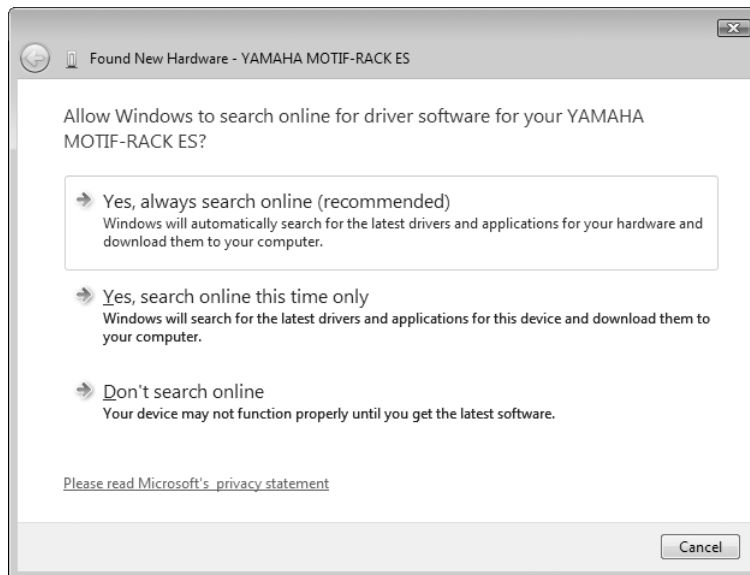 Found New Hardware - YAMAHA MOTIF-RACK ES
Allow Windows to search online for driver software for your YAMAHA
MOTIF-RACK ES?
Yes, always search online (recommended)
Windows will automatically search for the latest drivers and applications for your hardware and
download them to your computer.
Yes, search online this time only
Windows will search for the latest drivers and applications for this device and download them to
your computer.
Don't search online
Your device may not function properly until you get the latest software.
Please read Microsoft's privacy statement
Cancel